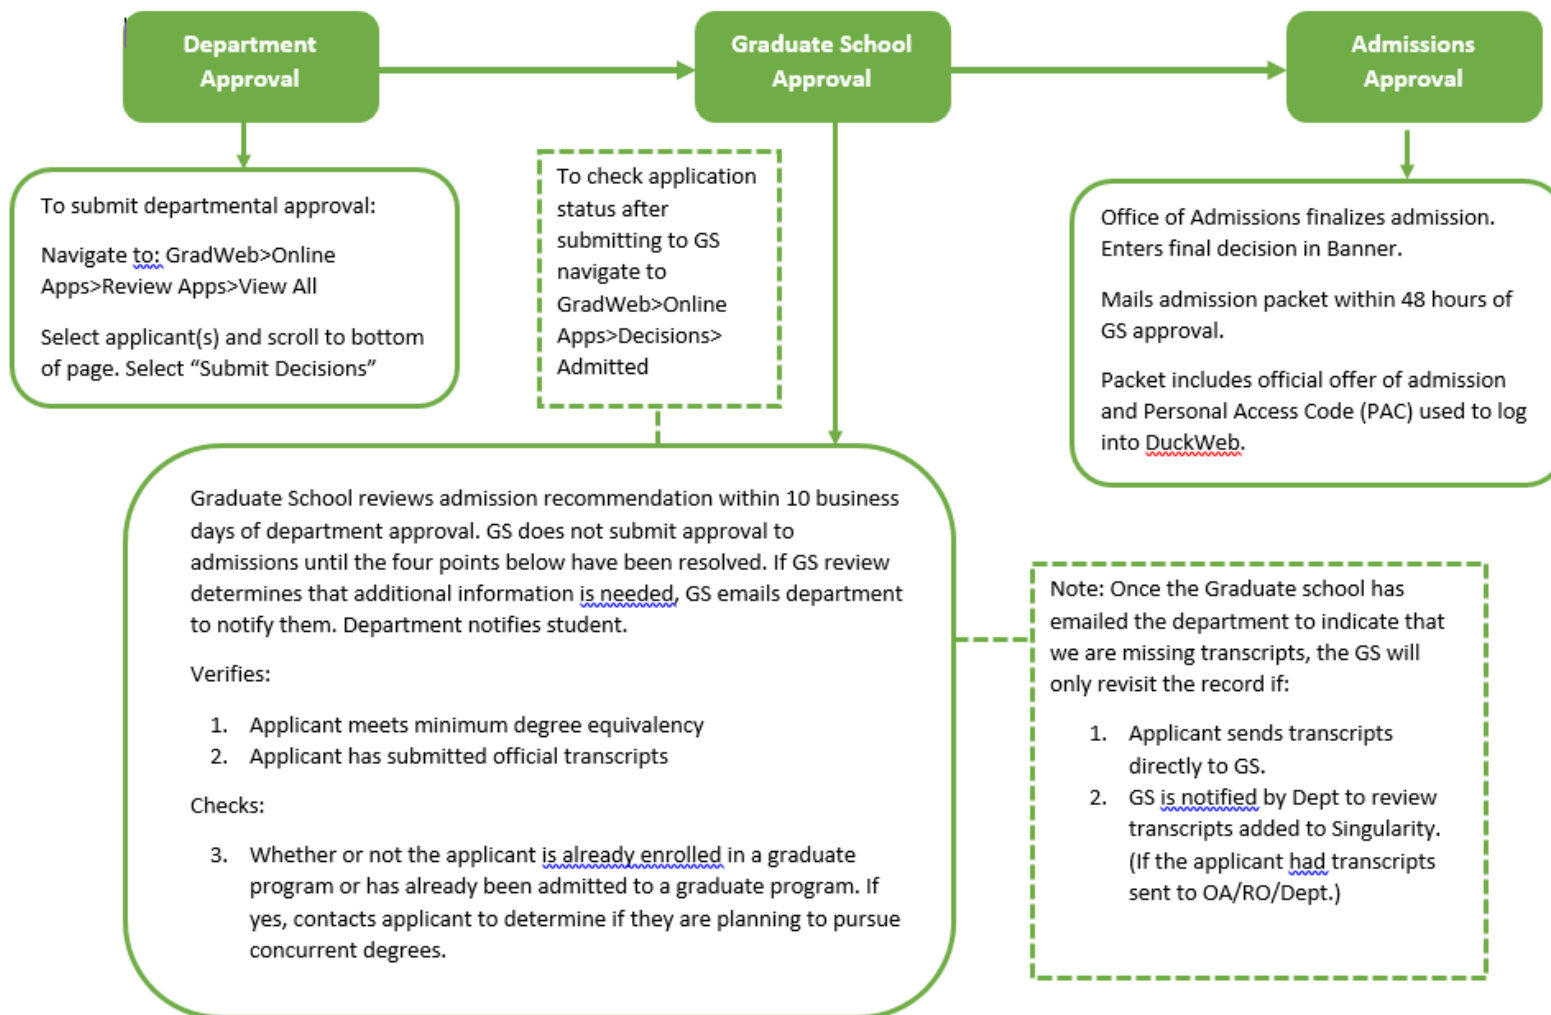 Department
Approval
Graduate School
Approval
Admissions
Approval
To submit departmental approval:
Navigate to: GradWeb>Online
Apps>Review Apps>View All
Select applicant(s) and scroll to bottom
of page. Select “Submit Decisions”
To check application
status after
submitting to GS
navigate to
GradWeb>Online
Apps>Decisions>
Admitted
Office of Admissions finalizes admission.
Enters final decision in Banner.
Mails admission packet within 48 hours of
GS approval.
Packet includes official offer of admission
and Personal Access Code (PAC) used to log
into DuckWeb.
Graduate School reviews admission recommendation within 10 business
days of department approval. GS does not submit approval to
admissions until the four points below have been resolved. If GS review
determines that additional information is needed, GS emails department
to notify them. Department notifies student.
Verifies:
1. Applicant meets minimum degree equivalency
2. Applicant has submitted official transcripts
Checks:
3. Whether or not the applicant is already enrolled in a graduate
program or has already been admitted to a graduate program. If
yes, contacts applicant to determine if they are planning to pursue
concurrent degrees.
Note: Once the Graduate school has
emailed the department to indicate that
we are missing transcripts, the GS will
only revisit the record if:
1. Applicant sends transcripts
directly to GS.
2. GS is notified by Dept to review
transcripts added to Singularity.
(If the applicant had transcripts
sent to OA/RO/Dept.)